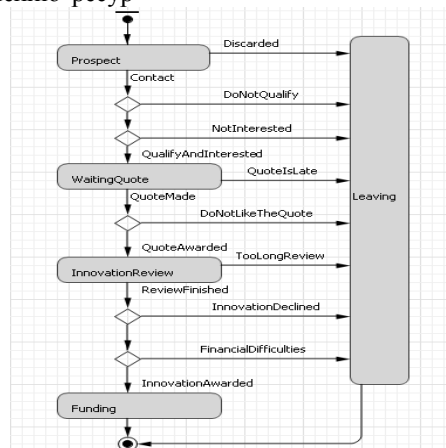 Discarded
Prospect
Contact
DoNotQualify
NotInterested
QualifyAndInterested
QuoteIsLate
WaitingQuote
QuoteMade
Leaving
DoNotLikeTheQuote
QuoteAwarded
TooLongReview
InnovationReview
ReviewFinished
InnovationDeclined
FinancialDifficulties
InnovationAwarded
Funding